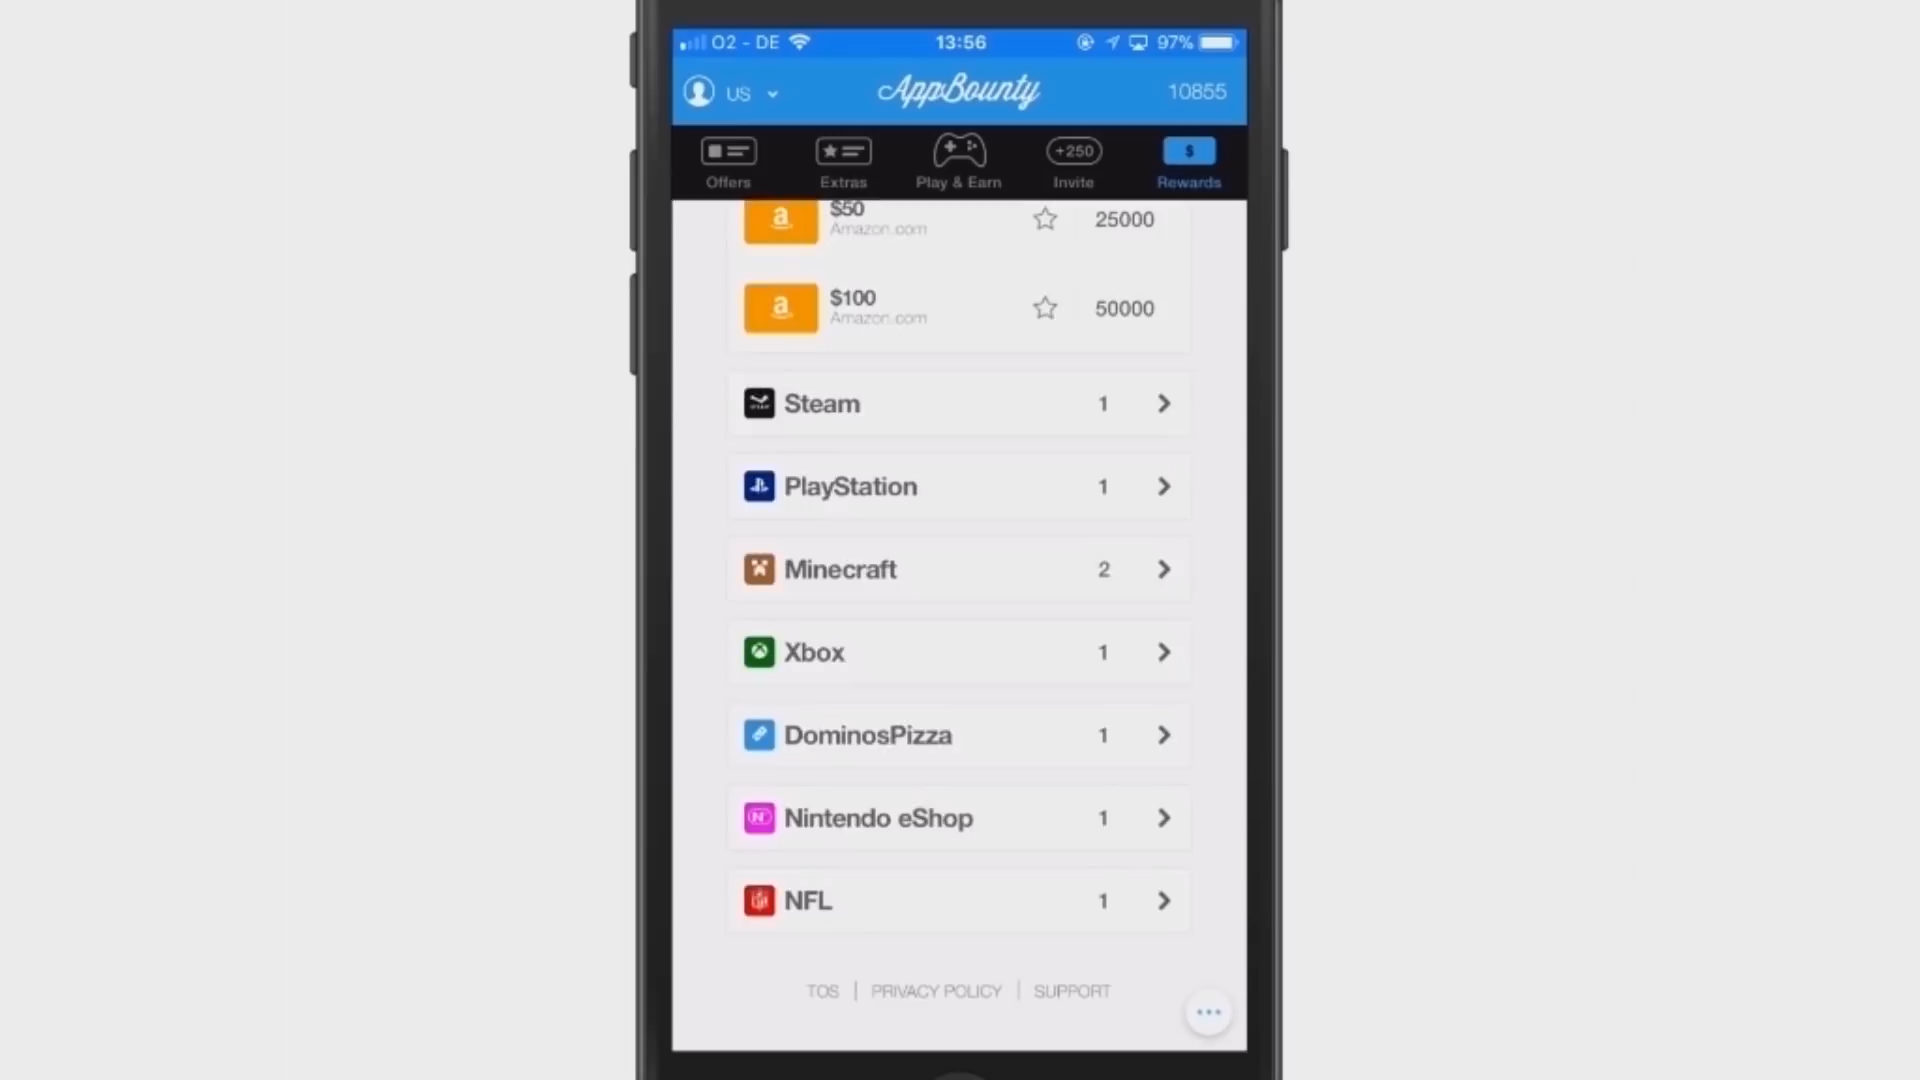 O2 - DE 13:56 97%
US AppBounty 10855
+250 $
Offers Extras Play & Earn Invite Rewards
a $50 25000
Amazon.com
a $100 50000
Amazon.com
Steam 1
PlayStation 1
Minecraft 2
Xbox 1
DominosPizza 1
Nintendo eShop 1
NFL 1
TOS | PRIVACY POLICY | SUPPORT